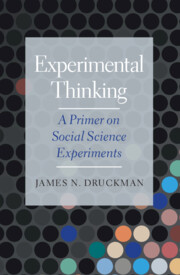 Experimental
Thinking
A Primer on
Social Science
Experiments
JAMES N. DRUCKMAN